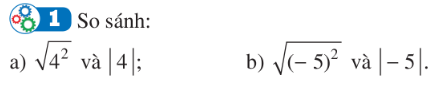 1 So sánh:
a) √4² và |4|; b) √(– 5)² và |– 5|.